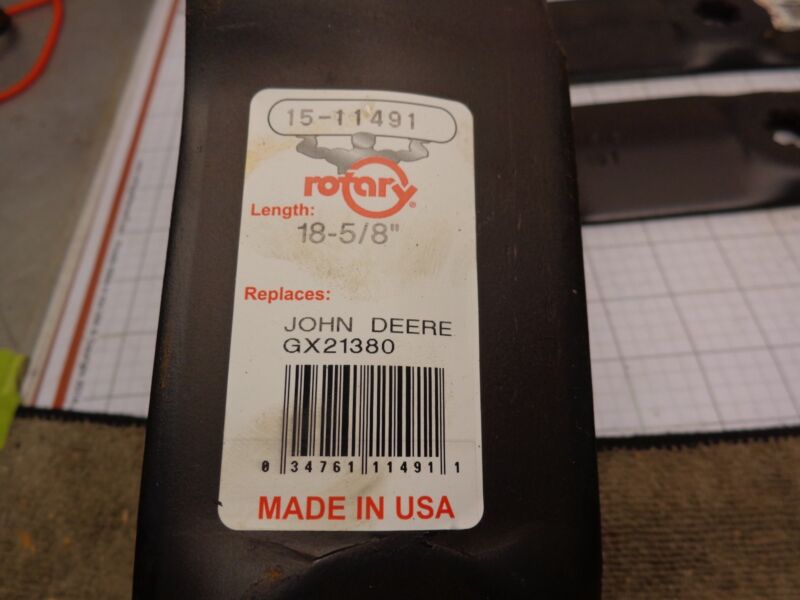 15-11491
rotary®
Length:
18-5/8"
Replaces:
JOHN DEERE
GX21380
0 34761 11491 1
MADE IN USA